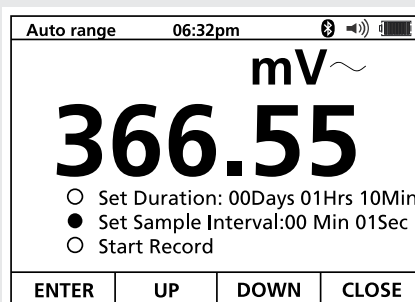 Auto range 06:32pm
mV~
366.55
Set Duration: 00Days 01Hrs 10Min
Set Sample Interval:00 Min 01Sec
Start Record
ENTER UP DOWN CLOSE